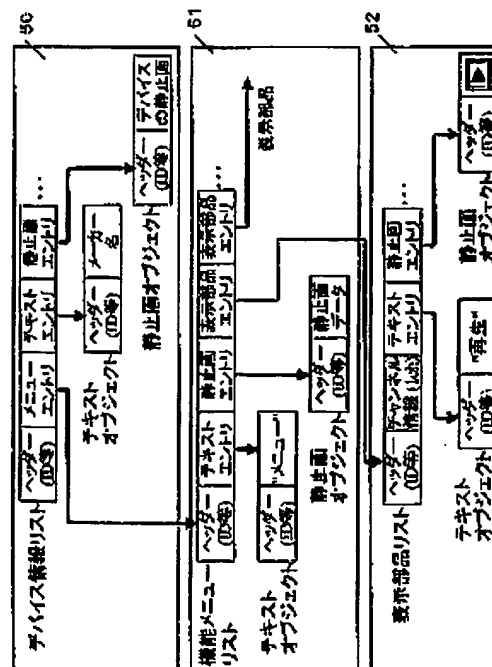 50
デバイス情報リスト
ヘッダー
(ID等)
メニュー
エントリ
テキスト
エントリ
静止画
エントリ
...
ヘッダー
(ID等)
メーカー
名
テキスト
オブジェクト
ヘッダー
(ID等)
デバイス
の静止画
静止画オブジェクト
51
機能メニュー
リスト
ヘッダー
(ID等)
テキスト
エントリ
静止画
エントリ
表示部品
エントリ
表示部品
エントリ
...
表示部品
ヘッダー
(ID等)
"メニュー"
テキスト
オブジェクト
ヘッダー
(ID等)
静止画
データ
静止画
オブジェクト
52
表示部品リスト
ヘッダー
(ID等)
チャンネル
情報
テキスト
エントリ
静止画
エントリ
...
ヘッダー
(ID等)
"再生"
テキスト
オブジェクト
ヘッダー
(ID等)
静止画
オブジェクト